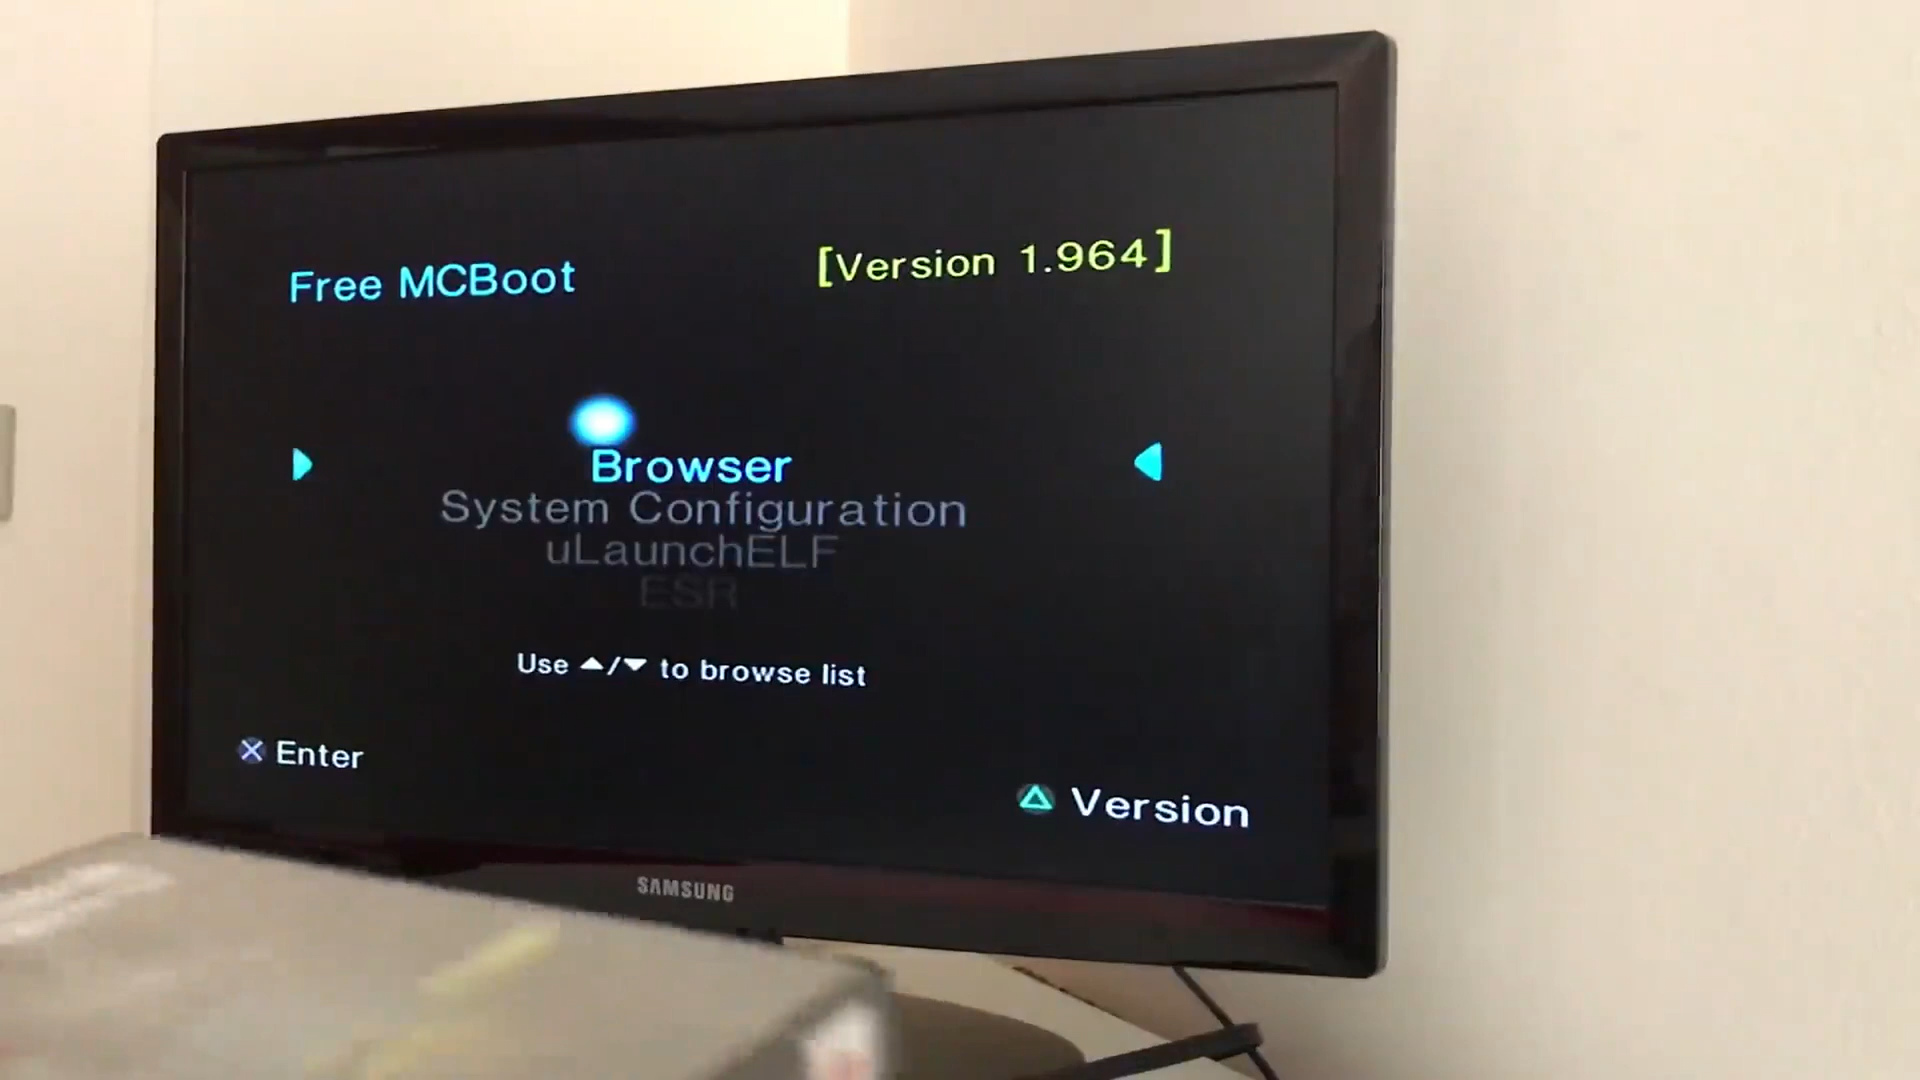 Free MCBoot
[Version 1.964]
Browser
System Configuration
uLaunchELF
ESR
Use ▲/▼ to browse list
Enter
Version
SAMSUNG